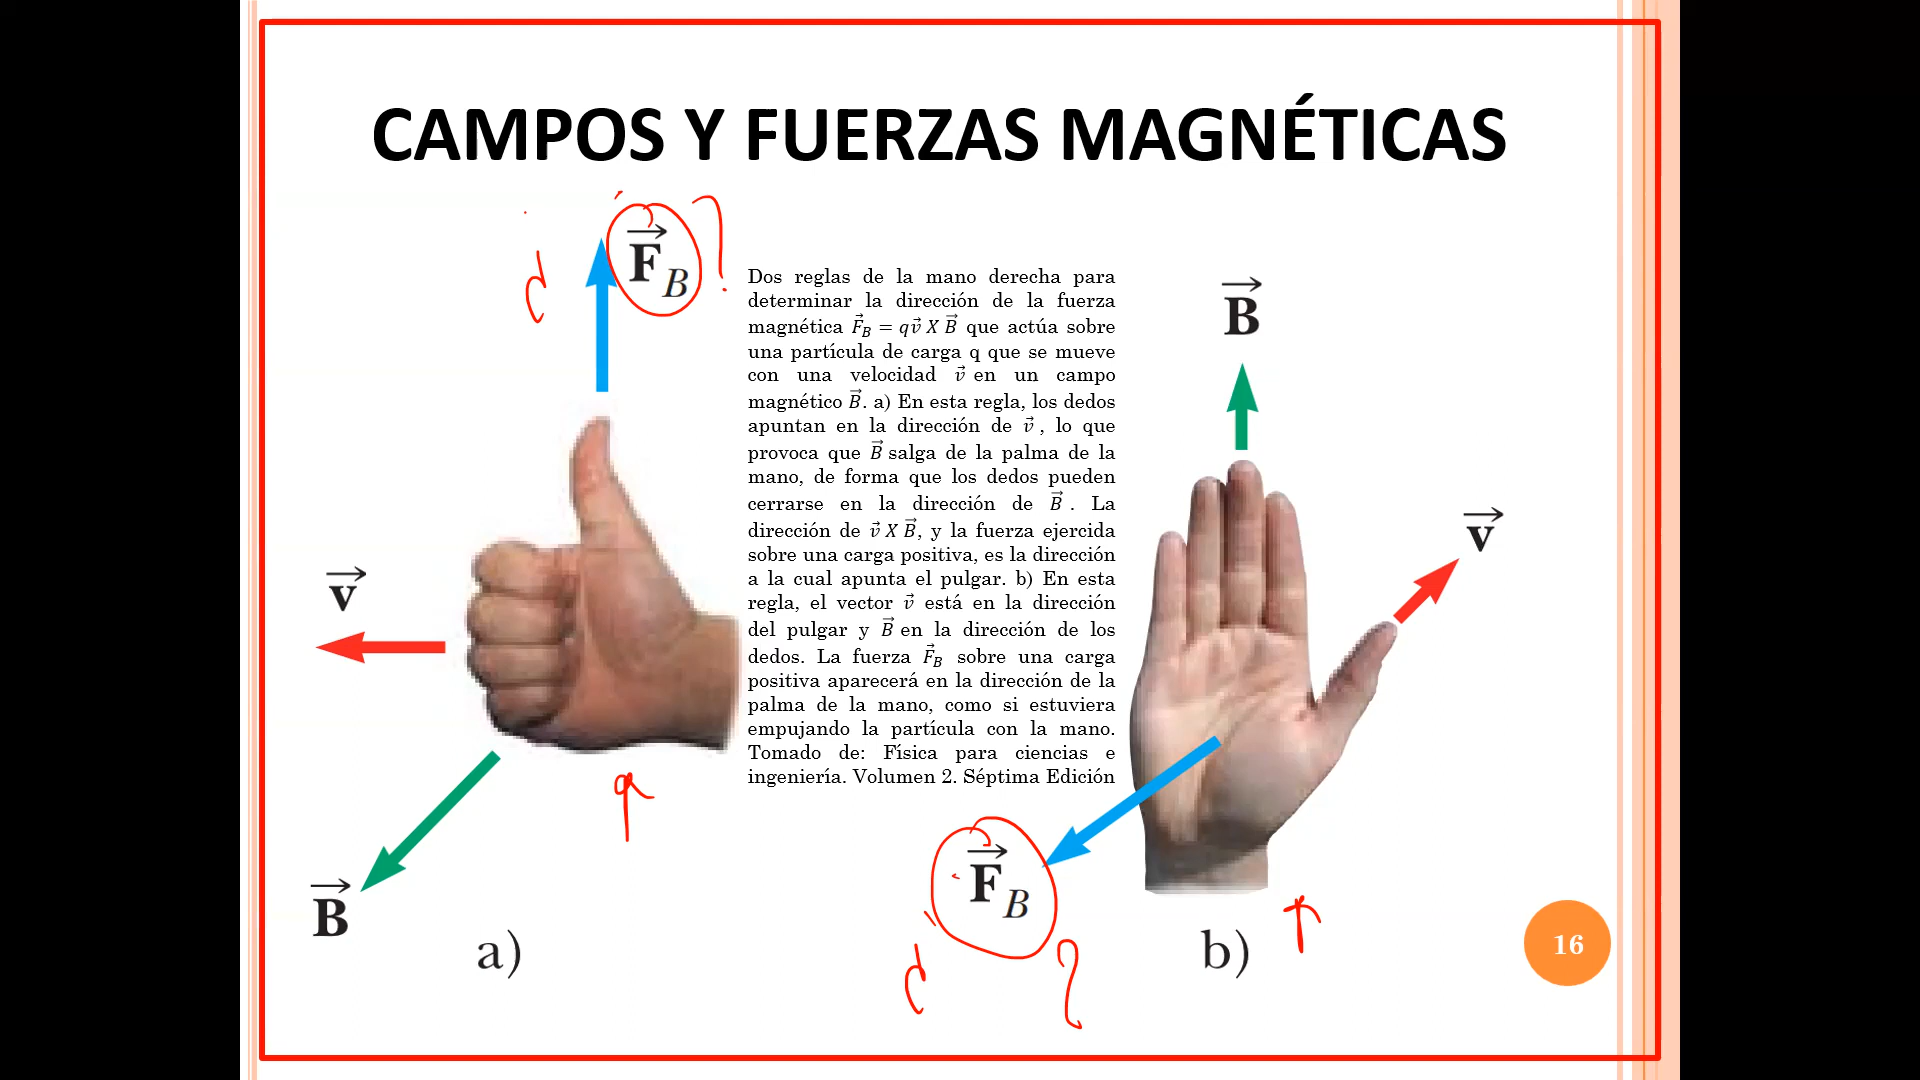 CAMPOS Y FUERZAS MAGNÉTICAS
¿ F⃗_B ?
v⃗
B⃗
q
a)
Dos reglas de la mano derecha para
determinar la dirección de la fuerza
magnética F⃗_B = qv⃗ X B⃗ que actúa sobre
una partícula de carga q que se mueve
con una velocidad v⃗ en un campo
magnético B⃗. a) En esta regla, los dedos
apuntan en la dirección de v⃗, lo que
provoca que B⃗ salga de la palma de la
mano, de forma que los dedos pueden
cerrarse en la dirección de B⃗. La
dirección de v⃗ X B⃗, y la fuerza ejercida
sobre una carga positiva, es la dirección
a la cual apunta el pulgar. b) En esta
regla, el vector v⃗ está en la dirección
del pulgar y B⃗ en la dirección de los
dedos. La fuerza F⃗_B sobre una carga
positiva aparecerá en la dirección de la
palma de la mano, como si estuviera
empujando la partícula con la mano.
Tomado de: Física para ciencias e
ingeniería. Volumen 2. Séptima Edición
B⃗
v⃗
¿ F⃗_B ?
b)
16